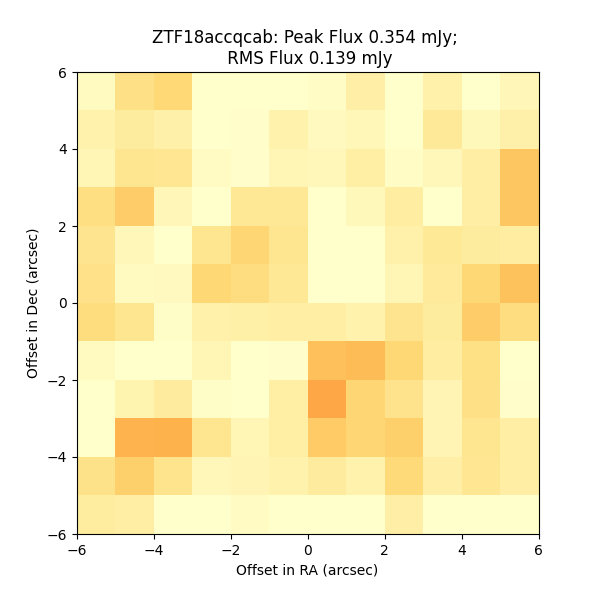 ZTF18accqcab: Peak Flux 0.354 mJy;
RMS Flux 0.139 mJy
6
4
2
0
−2
−4
−6
Offset in Dec (arcsec)
−6 −4 −2 0 2 4 6
Offset in RA (arcsec)